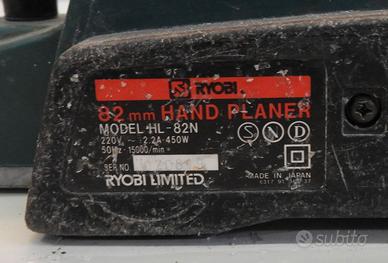 RYOBI
82 mm HAND PLANER
MODEL HL-82N
220V ~ 2.2A 450W
50Hz 15000/min
S N D
SER NO
RYOBI LIMITED
MADE IN JAPAN
subito